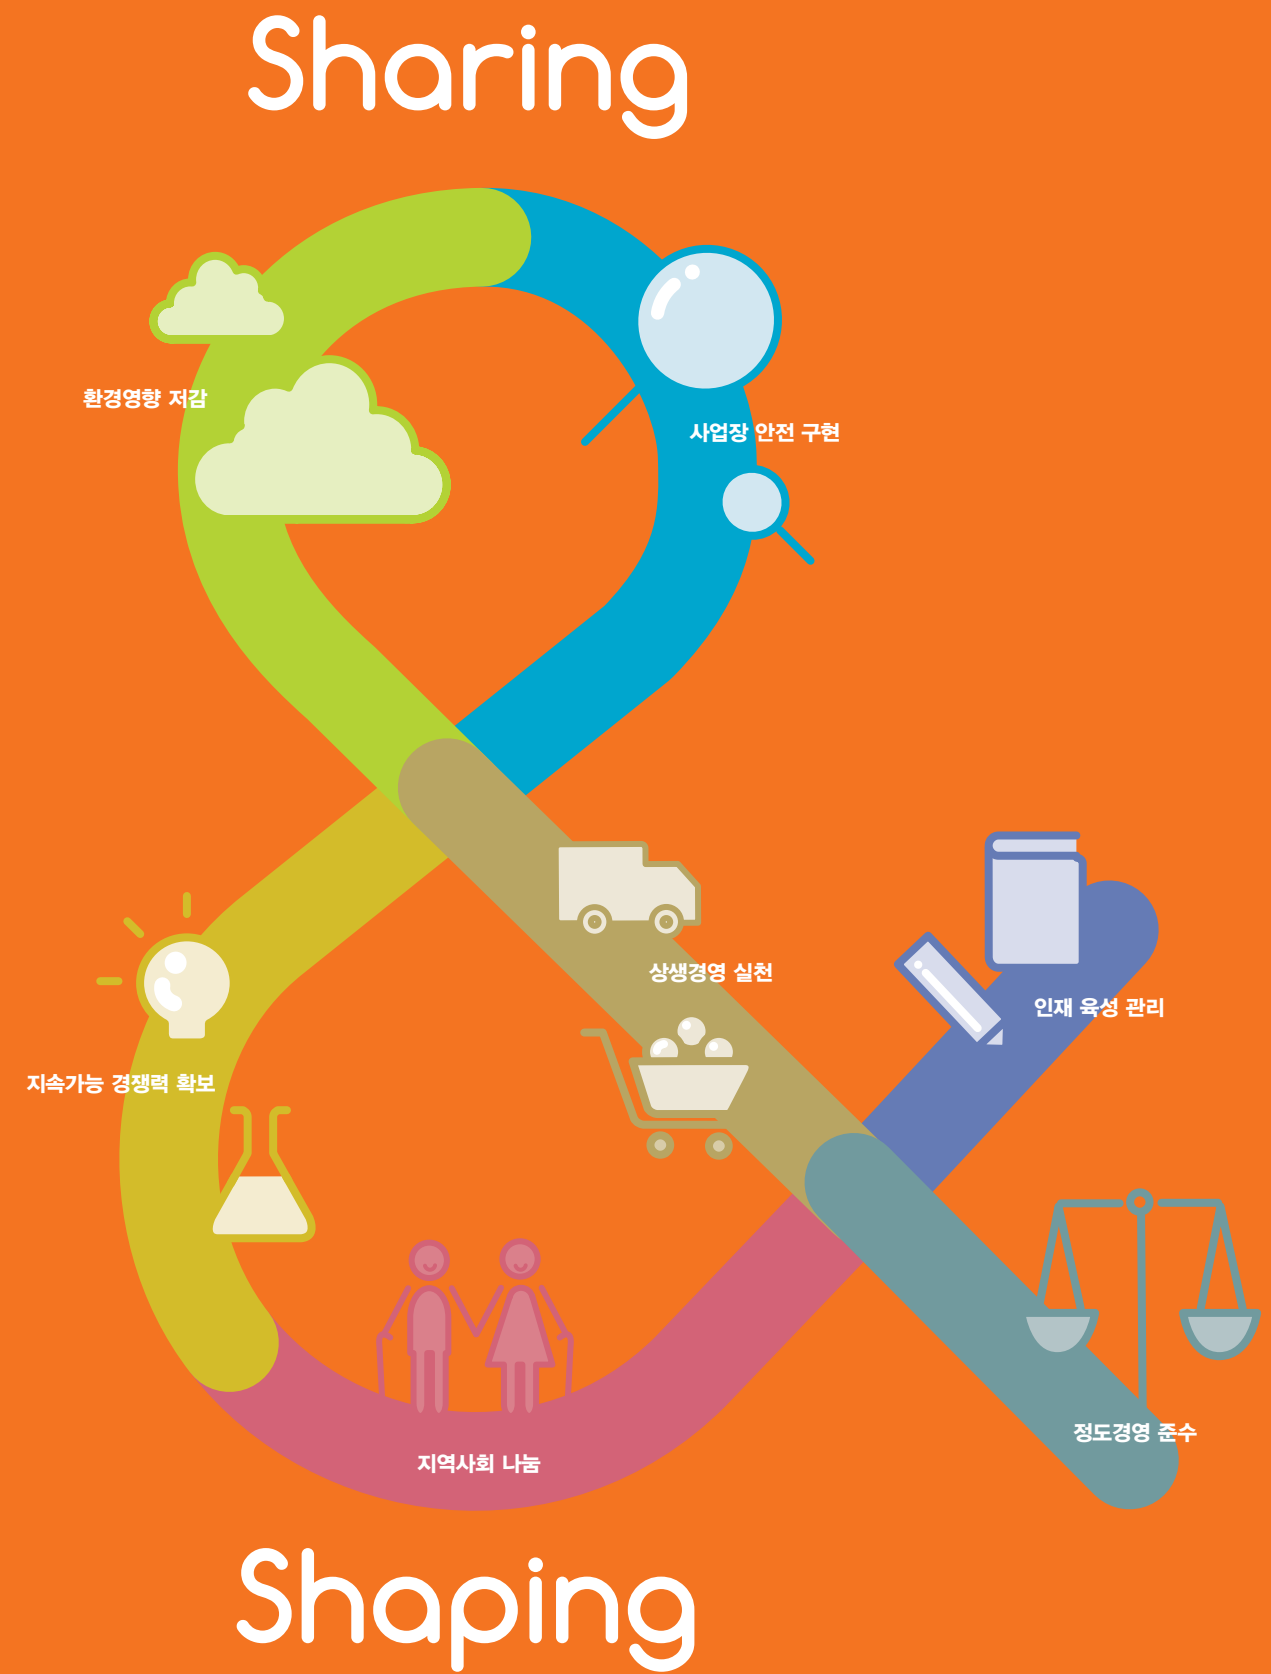 Sharing
환경영향 저감
사업장 안전 구현
상생경영 실천
인재 육성 관리
지속가능 경쟁력 확보
정도경영 준수
지역사회 나눔
Shaping